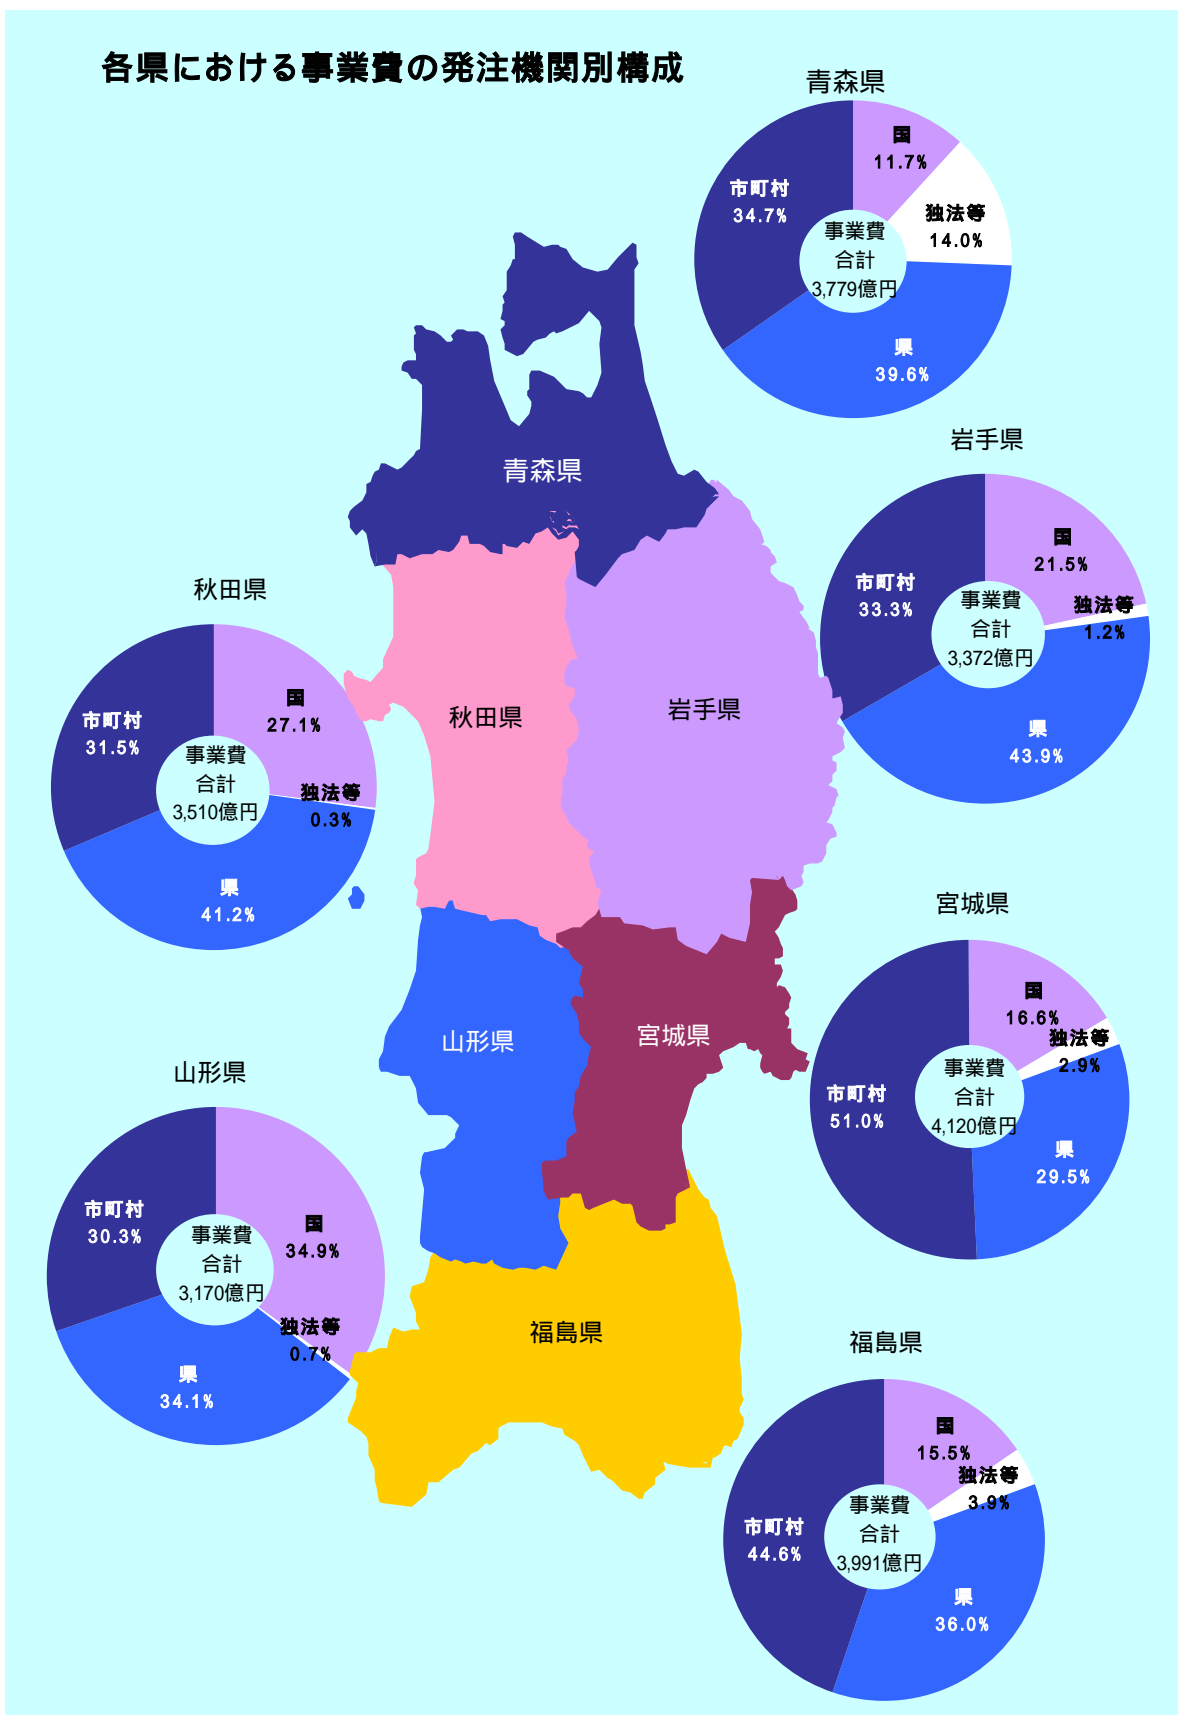 各県における事業費の発注機関別構成
青森県
国
11.7%
独法等
14.0%
県
39.6%
市町村
34.7%
事業費
合計
3,779億円
岩手県
国
21.5%
独法等
1.2%
県
43.9%
市町村
33.3%
事業費
合計
3,372億円
秋田県
国
27.1%
独法等
0.3%
県
41.2%
市町村
31.5%
事業費
合計
3,510億円
宮城県
国
16.6%
独法等
2.9%
県
29.5%
市町村
51.0%
事業費
合計
4,120億円
山形県
国
34.9%
独法等
0.7%
県
34.1%
市町村
30.3%
事業費
合計
3,170億円
福島県
国
15.5%
独法等
3.9%
県
36.0%
市町村
44.6%
事業費
合計
3,991億円
青森県
秋田県
岩手県
山形県
宮城県
福島県